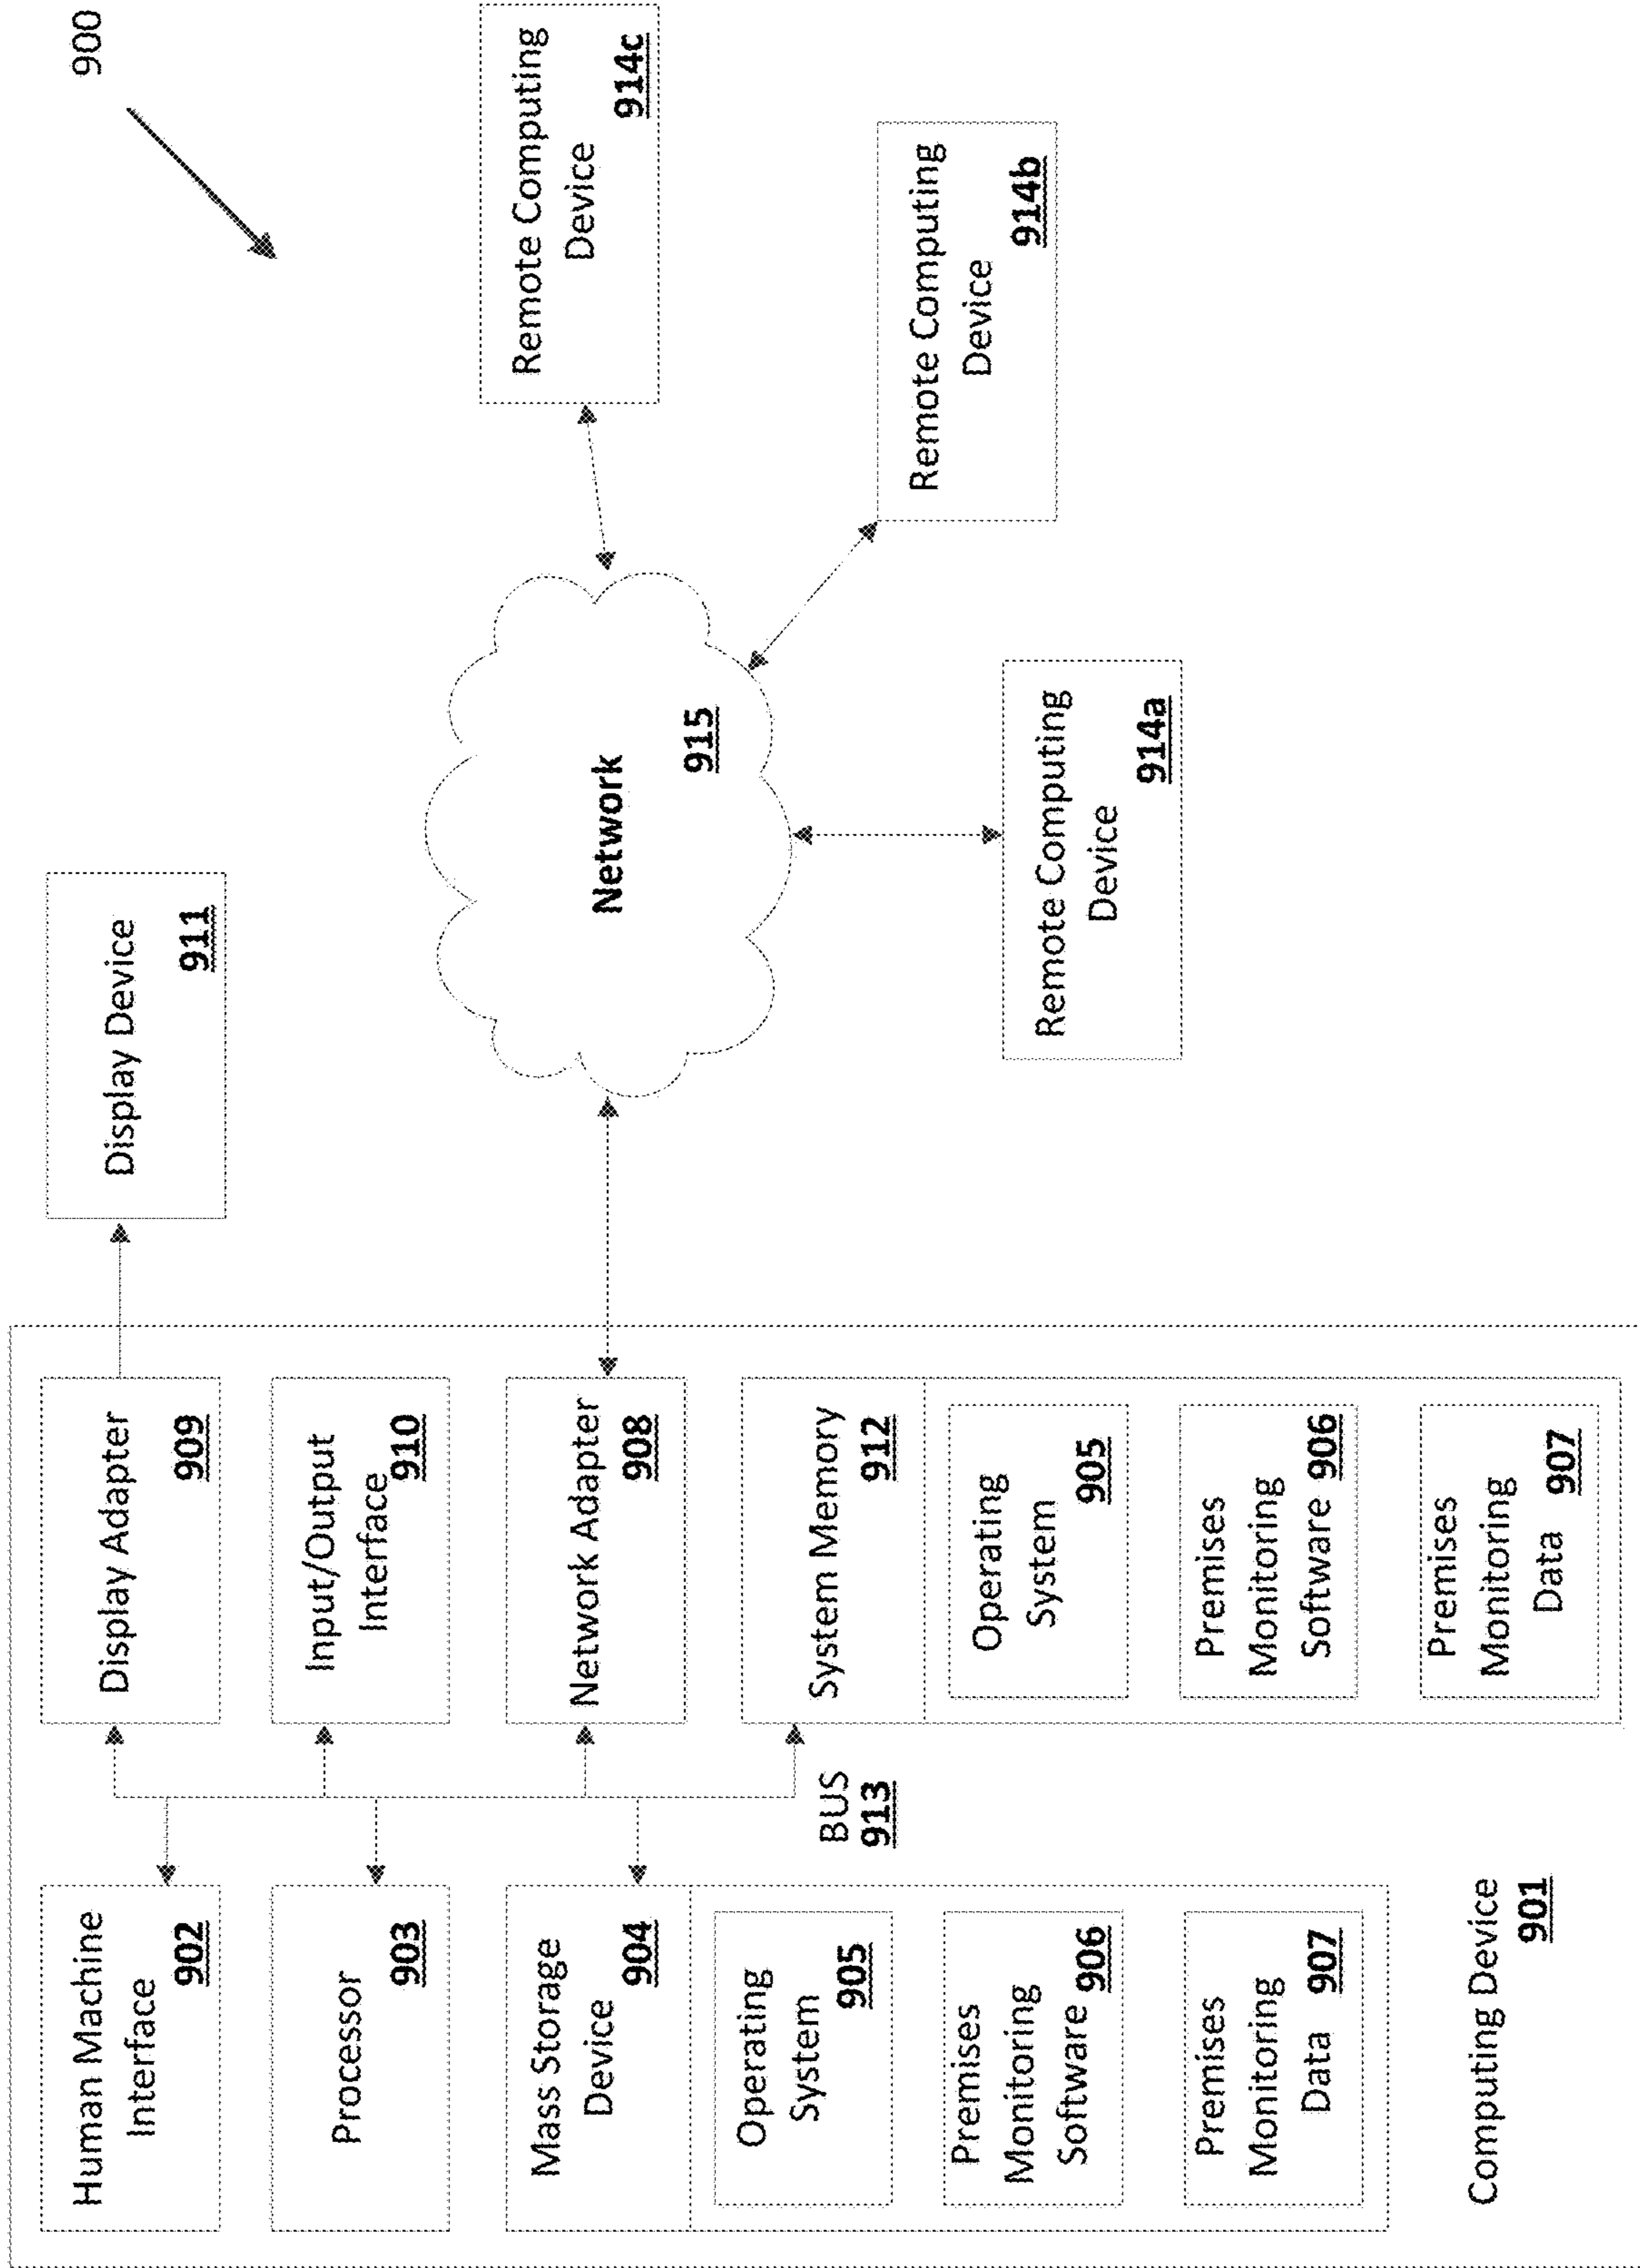 900
Human Machine
Interface
902
Processor
903
Mass Storage
Device
904
Operating
System
905
Premises
Monitoring
Software 906
Premises
Monitoring
Data 907
Computing Device
901
BUS
913
Display Adapter
909
Input/Output
Interface
910
Network Adapter
908
System Memory
912
Operating
System
905
Premises
Monitoring
Software 906
Premises
Monitoring
Data 907
Display Device
911
Network
915
Remote Computing
Device
914a
Remote Computing
Device
914b
Remote Computing
Device
914c